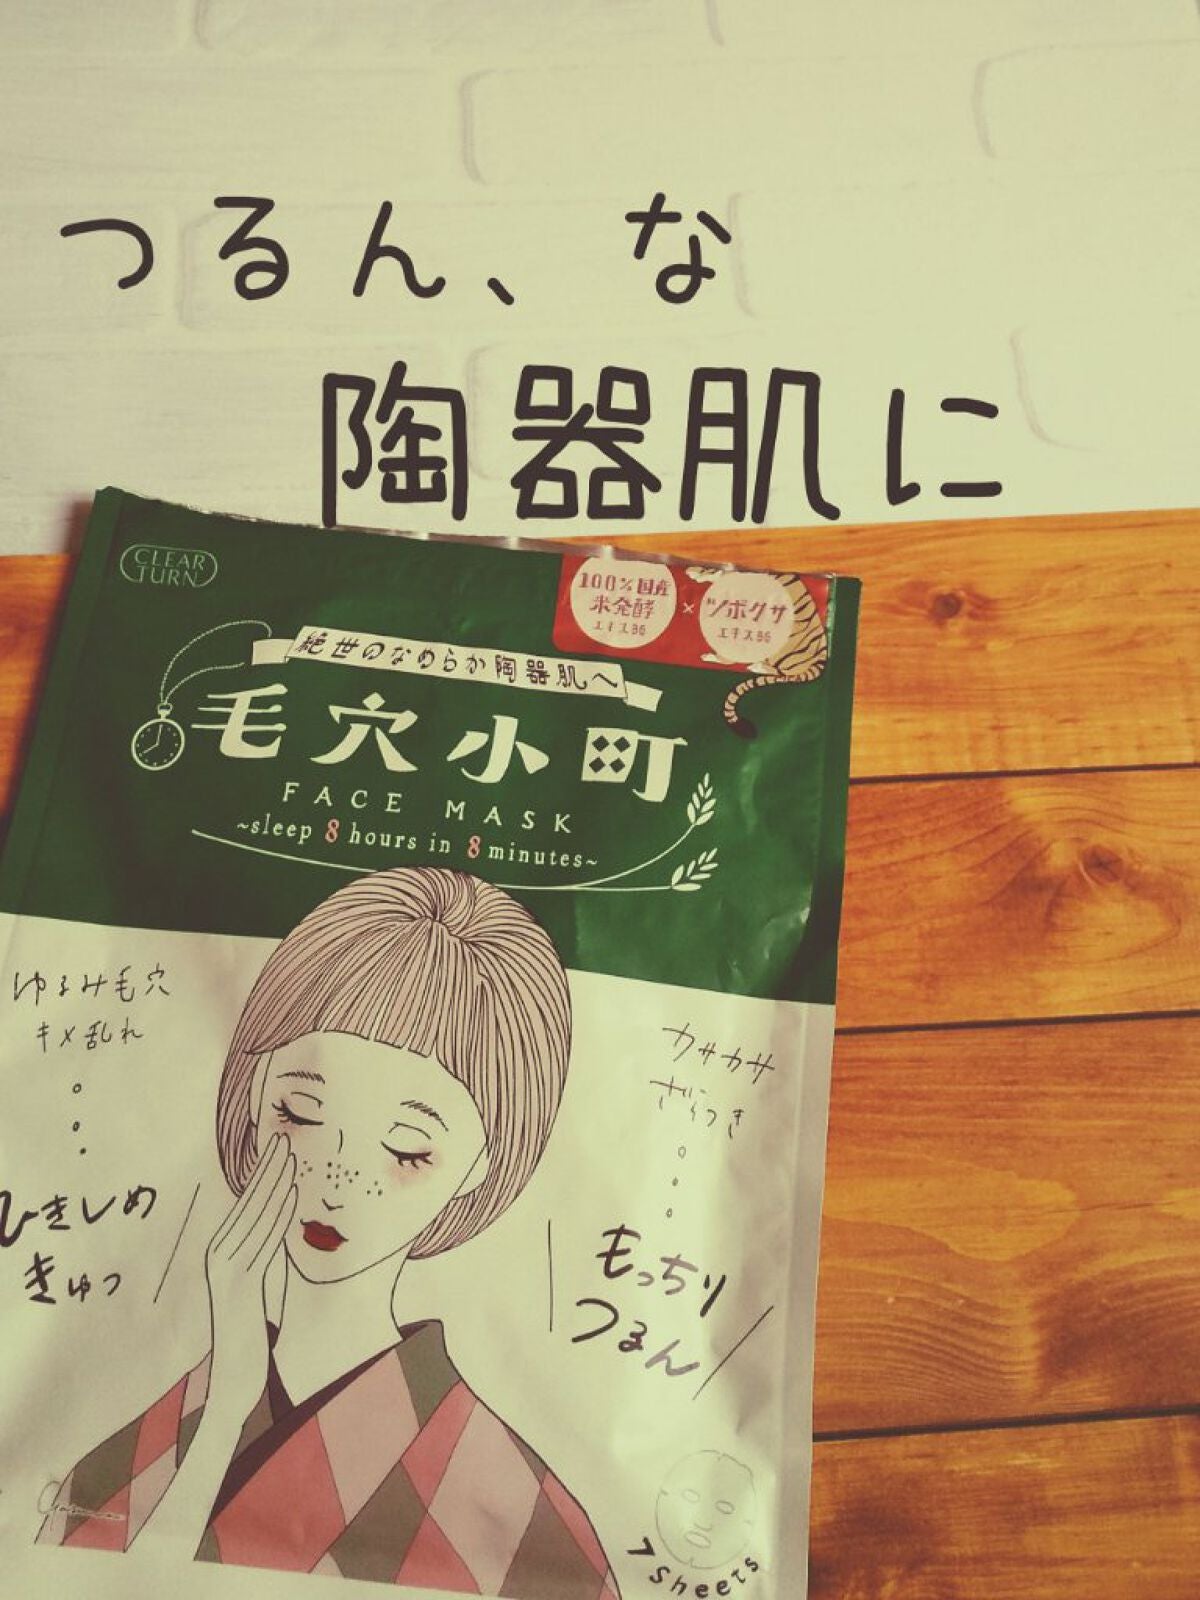 つるん、な
陶器肌に
CLEAR
TURN
100%国産
米発酵
エキス※6
×
ツボクサ
エキス※6
絶世のなめらか陶器肌へ
毛穴小町
FACE MASK
~sleep 8 hours in 8 minutes~
ゆるみ毛穴
キメ乱れ
ひきしめ
きゅっ
カサカサ
ざらつき
もっちり
つるん
7 Sheets